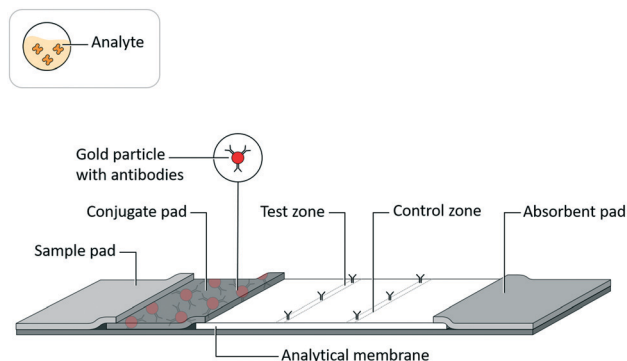 Analyte
Gold particle
with antibodies
Conjugate pad
Test zone
Control zone
Absorbent pad
Sample pad
Analytical membrane